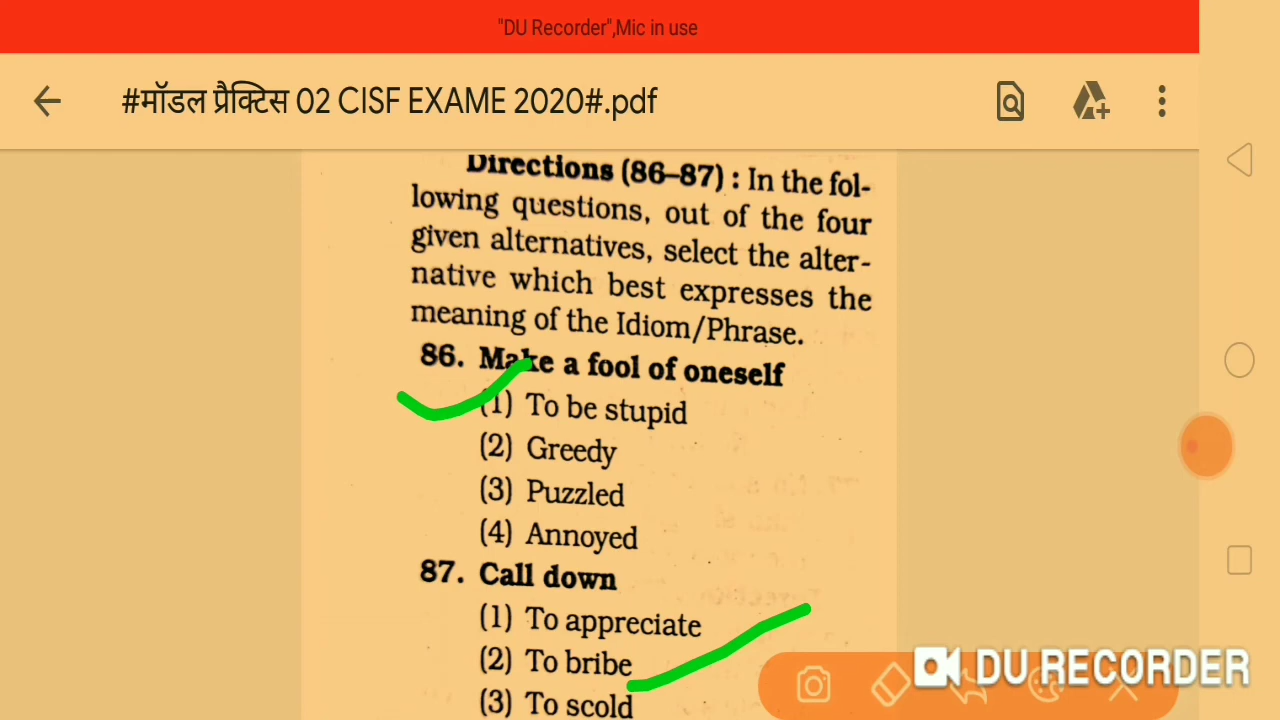 "DU Recorder",Mic in use
#मॉडल प्रैक्टिस 02 CISF EXAME 2020#.pdf
Directions (86–87) : In the fol-
lowing questions, out of the four
given alternatives, select the alter-
native which best expresses the
meaning of the Idiom/Phrase.
86. Make a fool of oneself
(1) To be stupid
(2) Greedy
(3) Puzzled
(4) Annoyed
87. Call down
(1) To appreciate
(2) To bribe
(3) To scold
DU RECORDER